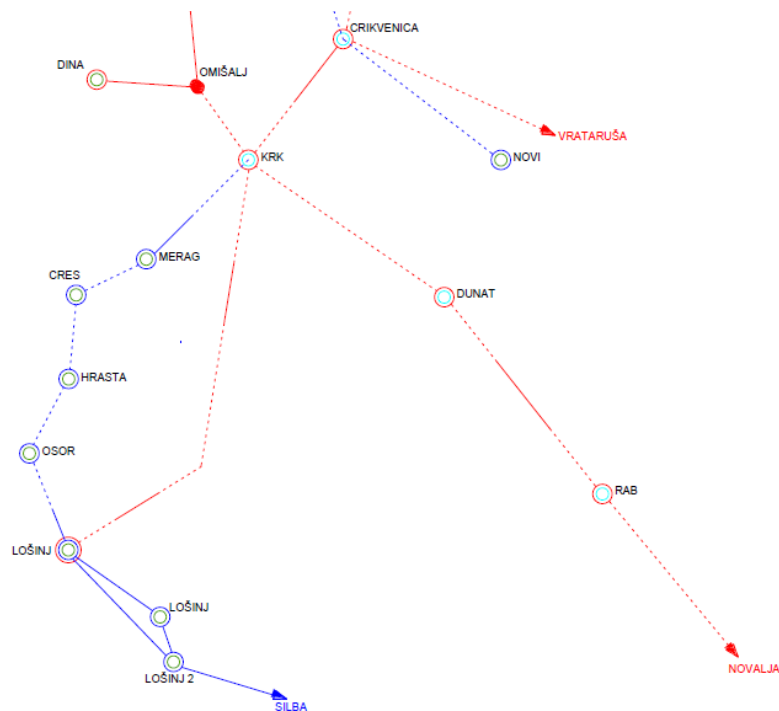 CRIKVENICA
DINA
OMIŠALJ
VRATARUŠA
KRK
NOVI
MERAG
CRES
DUNAT
HRASTA
OSOR
RAB
LOŠINJ
LOŠINJ
LOŠINJ 2
NOVALJA
SILBA